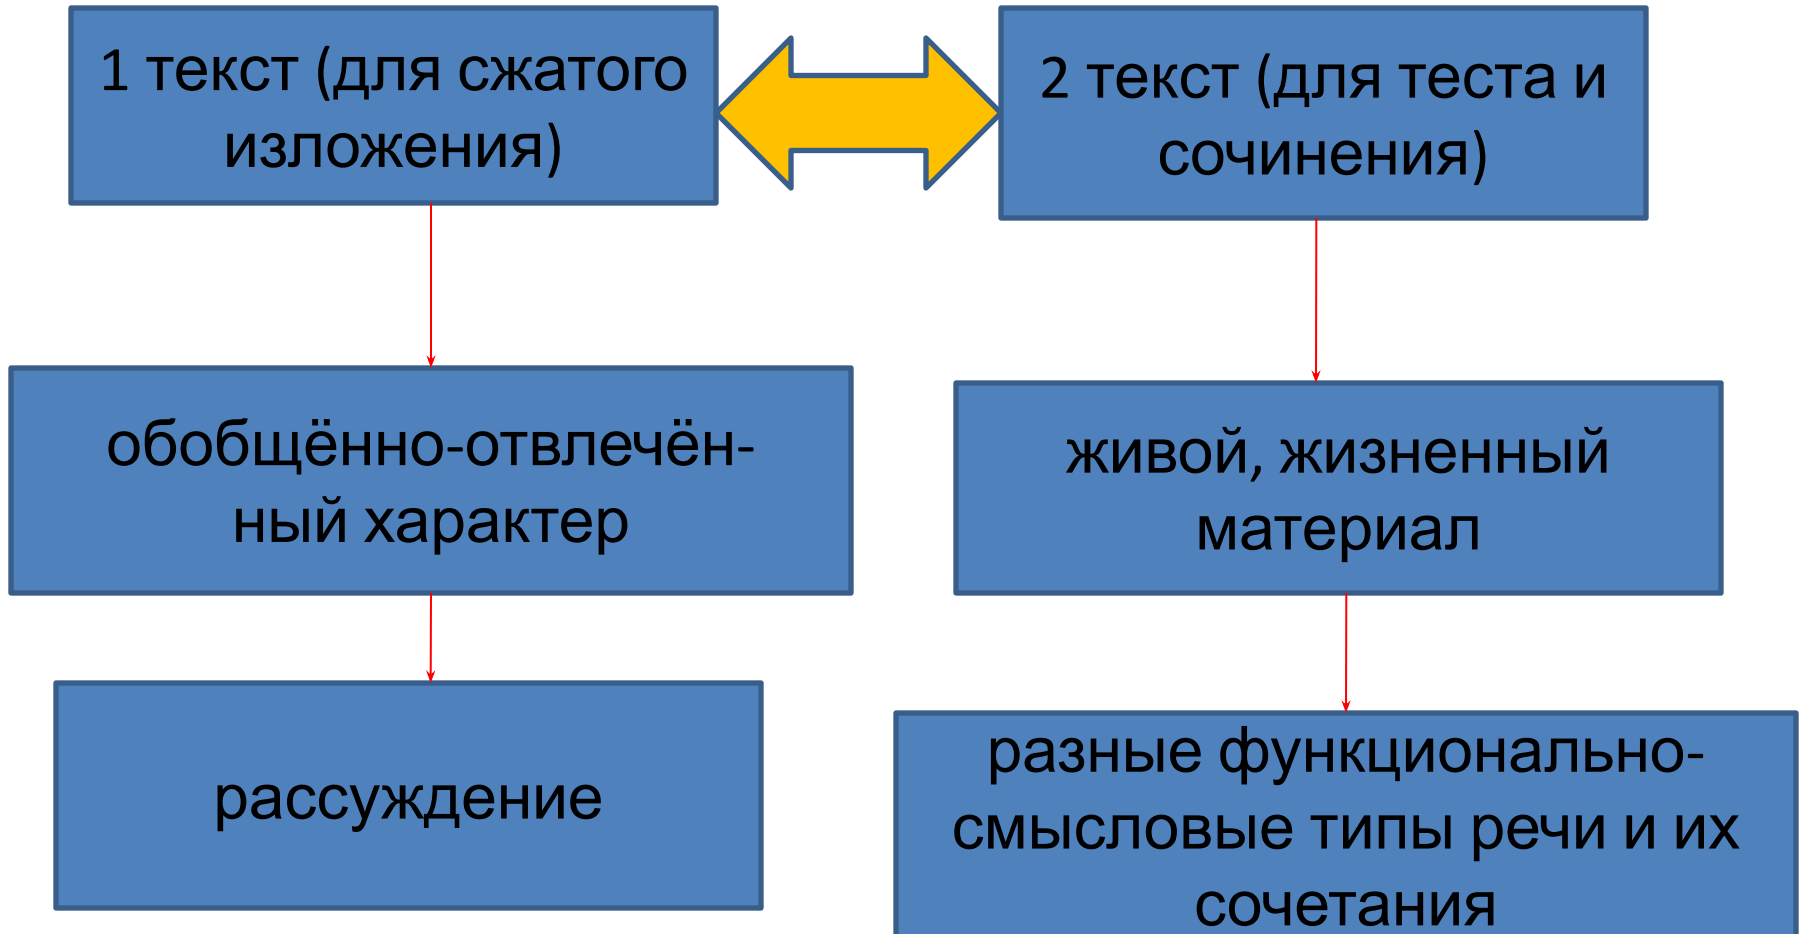 1 текст (для сжатого
изложения)
2 текст (для теста и
сочинения)
обобщённо-отвлечён-
ный характер
живой, жизненный
материал
рассуждение
разные функционально-
смысловые типы речи и их
сочетания